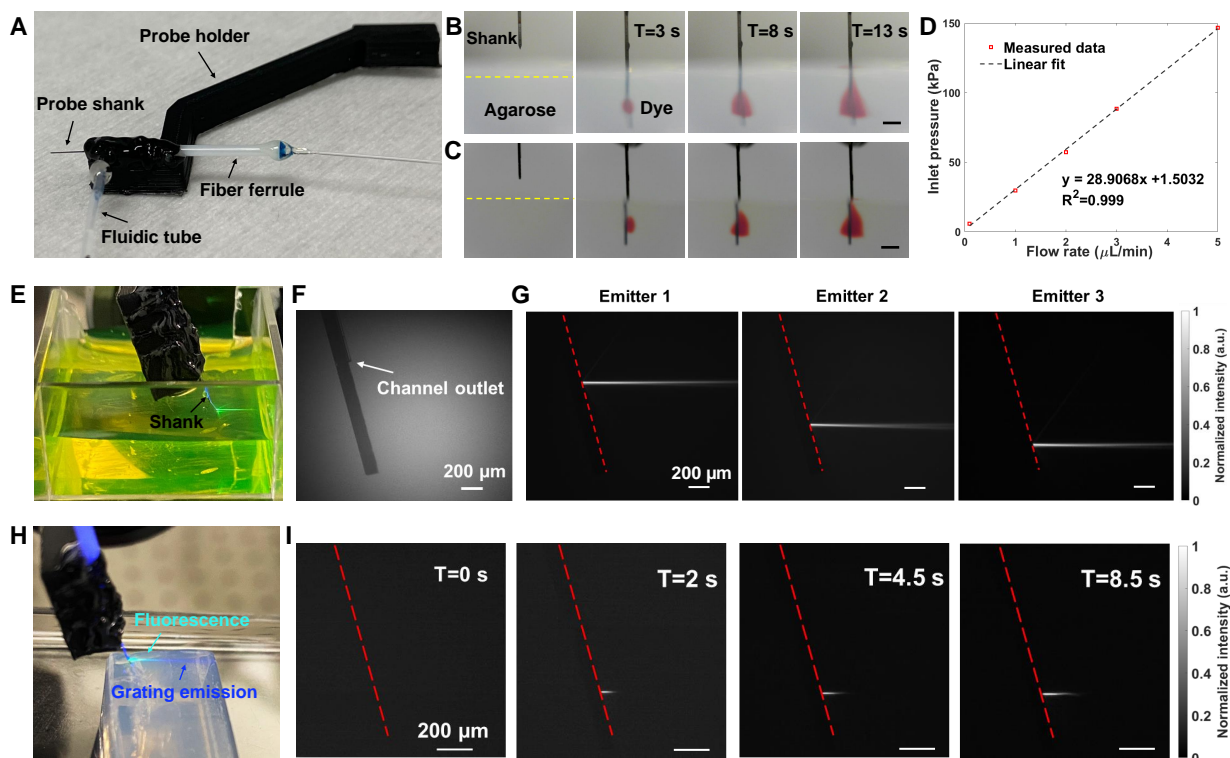 A
Probe holder
Probe shank
Fiber ferrule
Fluidic tube
B
Shank
T=3 s
T=8 s
T=13 s
Agarose
Dye
C
D
150
100
50
0
Inlet pressure (kPa)
Measured data
Linear fit
y = 28.9068x +1.5032
R²=0.999
0 1 2 3 4 5
Flow rate (μL/min)
E
Shank
F
Channel outlet
200 μm
G
Emitter 1
Emitter 2
Emitter 3
200 μm
1
0.8
0.6
0.4
0.2
0
Normalized intensity (a.u.)
H
Fluorescence
Grating emission
I
T=0 s
T=2 s
T=4.5 s
T=8.5 s
200 μm
1
0.8
0.6
0.4
0.2
0
Normalized intensity (a.u.)